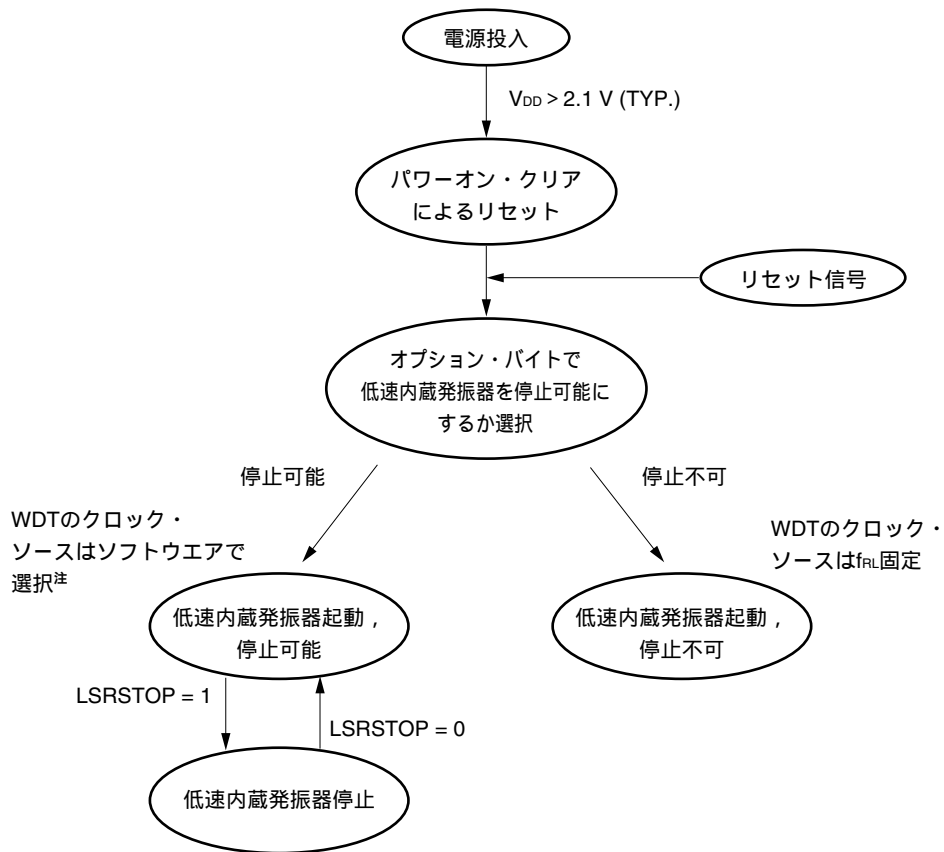 電源投入
VDD > 2.1 V (TYP.)
パワーオン・クリア
によるリセット
リセット信号
オプション・バイトで
低速内蔵発振器を停止可能に
するか選択
停止可能
停止不可
WDTのクロック・
ソースはソフトウエアで
選択注
WDTのクロック・
ソースはfRL固定
低速内蔵発振器起動，
停止可能
低速内蔵発振器起動，
停止不可
LSRSTOP = 1
LSRSTOP = 0
低速内蔵発振器停止